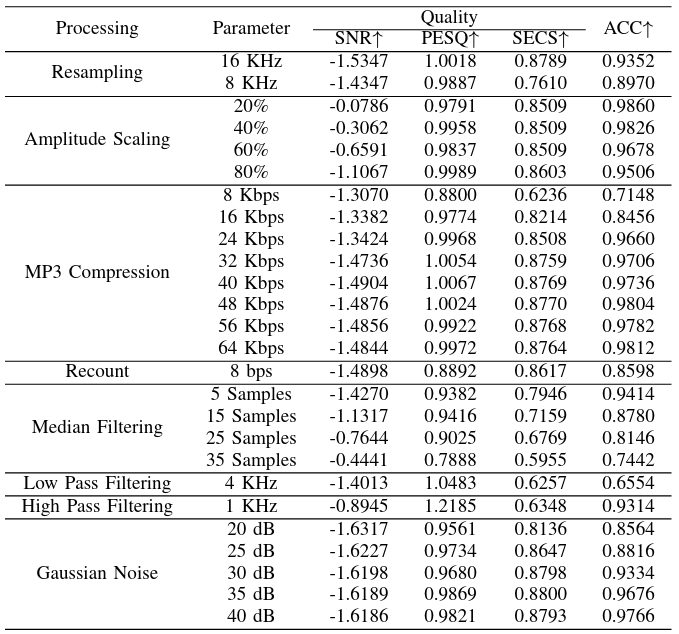 Processing Parameter Quality ACC↑
SNR↑ PESQ↑ SECS↑
Resampling 16 KHz -1.5347 1.0018 0.8789 0.9352
8 KHz -1.4347 0.9887 0.7610 0.8970
Amplitude Scaling 20% -0.0786 0.9791 0.8509 0.9860
40% -0.3062 0.9958 0.8509 0.9826
60% -0.6591 0.9837 0.8509 0.9678
80% -1.1067 0.9989 0.8603 0.9506
MP3 Compression 8 Kbps -1.3070 0.8800 0.6236 0.7148
16 Kbps -1.3382 0.9774 0.8214 0.8456
24 Kbps -1.3424 0.9968 0.8508 0.9660
32 Kbps -1.4736 1.0054 0.8759 0.9706
40 Kbps -1.4904 1.0067 0.8769 0.9736
48 Kbps -1.4876 1.0024 0.8770 0.9804
56 Kbps -1.4856 0.9922 0.8768 0.9782
64 Kbps -1.4844 0.9972 0.8764 0.9812
Recount 8 bps -1.4898 0.8892 0.8617 0.8598
Median Filtering 5 Samples -1.4270 0.9382 0.7946 0.9414
15 Samples -1.1317 0.9416 0.7159 0.8780
25 Samples -0.7644 0.9025 0.6769 0.8146
35 Samples -0.4441 0.7888 0.5955 0.7442
Low Pass Filtering 4 KHz -1.4013 1.0483 0.6257 0.6554
High Pass Filtering 1 KHz -0.8945 1.2185 0.6348 0.9314
Gaussian Noise 20 dB -1.6317 0.9561 0.8136 0.8564
25 dB -1.6227 0.9734 0.8647 0.8816
30 dB -1.6198 0.9680 0.8798 0.9334
35 dB -1.6189 0.9869 0.8800 0.9676
40 dB -1.6186 0.9821 0.8793 0.9766